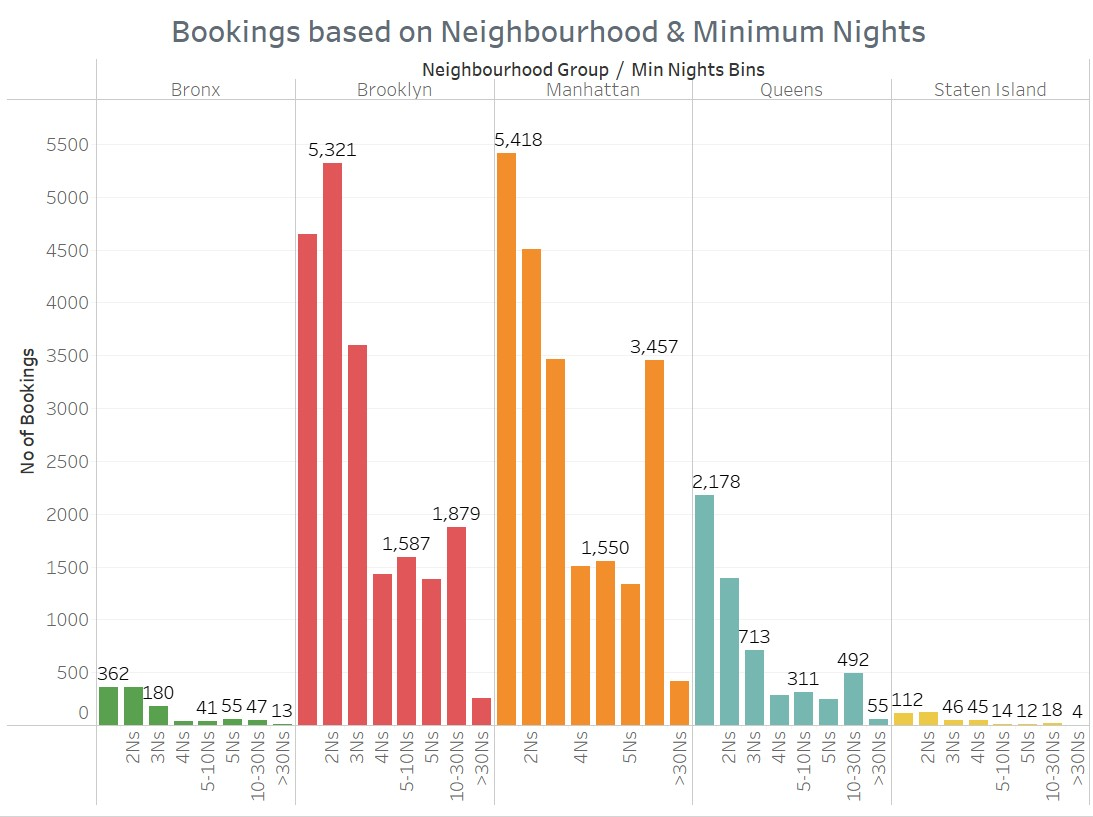 Bookings based on Neighbourhood & Minimum Nights
Neighbourhood Group / Min Nights Bins
Bronx Brooklyn Manhattan Queens Staten Island
No of Bookings
5500
5000
4500
4000
3500
3000
2500
2000
1500
1000
500
0
362 180 41 55 47 13
5,321 1,587 1,879
5,418 1,550 3,457
2,178 713 311 492 55
112 46 45 14 12 18 4
2Ns 3Ns 4Ns 5-10Ns 5Ns 10-30Ns >30Ns
2Ns 3Ns 4Ns 5-10Ns 5Ns 10-30Ns >30Ns
2Ns 4Ns 5Ns >30Ns
2Ns 3Ns 4Ns 5-10Ns 5Ns 10-30Ns >30Ns
2Ns 3Ns 4Ns 5-10Ns 5Ns 10-30Ns >30Ns